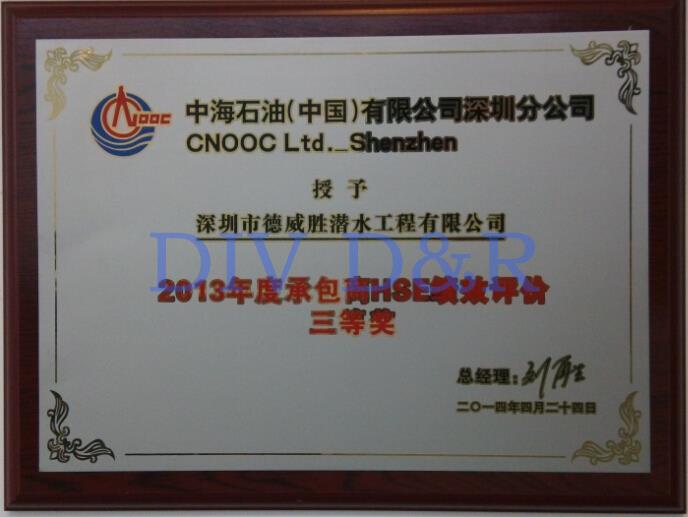 CNOOC
中海石油(中国)有限公司深圳分公司
CNOOC Ltd._Shenzhen
授予
深圳市德威胜潜水工程有限公司
DIV D&R
2013年度承包商HSE绩效评价
三等奖
总经理:
二〇一四年四月二十四日